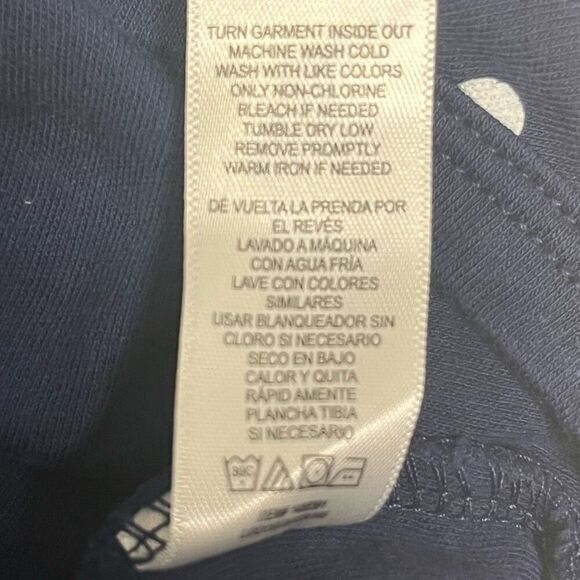 TURN GARMENT INSIDE OUT
MACHINE WASH COLD
WASH WITH LIKE COLORS
ONLY NON-CHLORINE
BLEACH IF NEEDED
TUMBLE DRY LOW
REMOVE PROMPTLY
WARM IRON IF NEEDED
DE VUELTA LA PRENDA POR
EL REVÉS
LAVADO A MÁQUINA
CON AGUA FRÍA
LAVE CON COLORES
SIMILARES
USAR BLANQUEADOR SIN
CLORO SI NECESARIO
SECO EN BAJO
CALOR Y QUITA
RÁPID AMENTE
PLANCHA TIBIA
SI NECESARIO